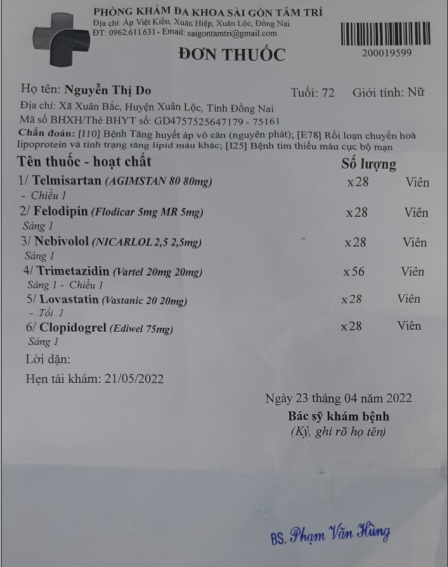 PHÒNG KHÁM ĐA KHOA SÀI GÒN TÂM TRÍ
Địa chỉ: Ấp Việt Kiều, Xuân Hiệp, Xuân Lộc, Đồng Nai
ĐT: 0962.611.631 - Email: saigontamtri@gmail.com
200019599
ĐƠN THUỐC
Họ tên: Nguyễn Thị Do Tuổi: 72 Giới tính: Nữ
Địa chỉ: Xã Xuân Bắc, Huyện Xuân Lộc, Tỉnh Đồng Nai
Mã số BHXH/Thẻ BHYT số: GD4757525647179 - 75161
Chẩn đoán: [I10] Bệnh Tăng huyết áp vô căn (nguyên phát); [E78] Rối loạn chuyển hoá
lipoprotein và tình trạng tăng lipid máu khác; [I25] Bệnh tim thiếu máu cục bộ mạn
Tên thuốc - hoạt chất Số lượng
1/ Telmisartan (AGIMSTAN 80 80mg) x28 Viên
- Chiều 1
2/ Felodipin (Flodicar 5mg MR 5mg) x28 Viên
Sáng 1
3/ Nebivolol (NICARLOL 2,5 2,5mg) x28 Viên
Sáng 1
4/ Trimetazidin (Vartel 20mg 20mg) x56 Viên
Sáng 1 - Chiều 1
5/ Lovastatin (Vastanic 20 20mg) x28 Viên
- Tối 1
6/ Clopidogrel (Ediwel 75mg) x28 Viên
Sáng 1
Lời dặn:
Hẹn tái khám: 21/05/2022
Ngày 23 tháng 04 năm 2022
Bác sỹ khám bệnh
(Ký, ghi rõ họ tên)
BS. Phạm Văn Hùng